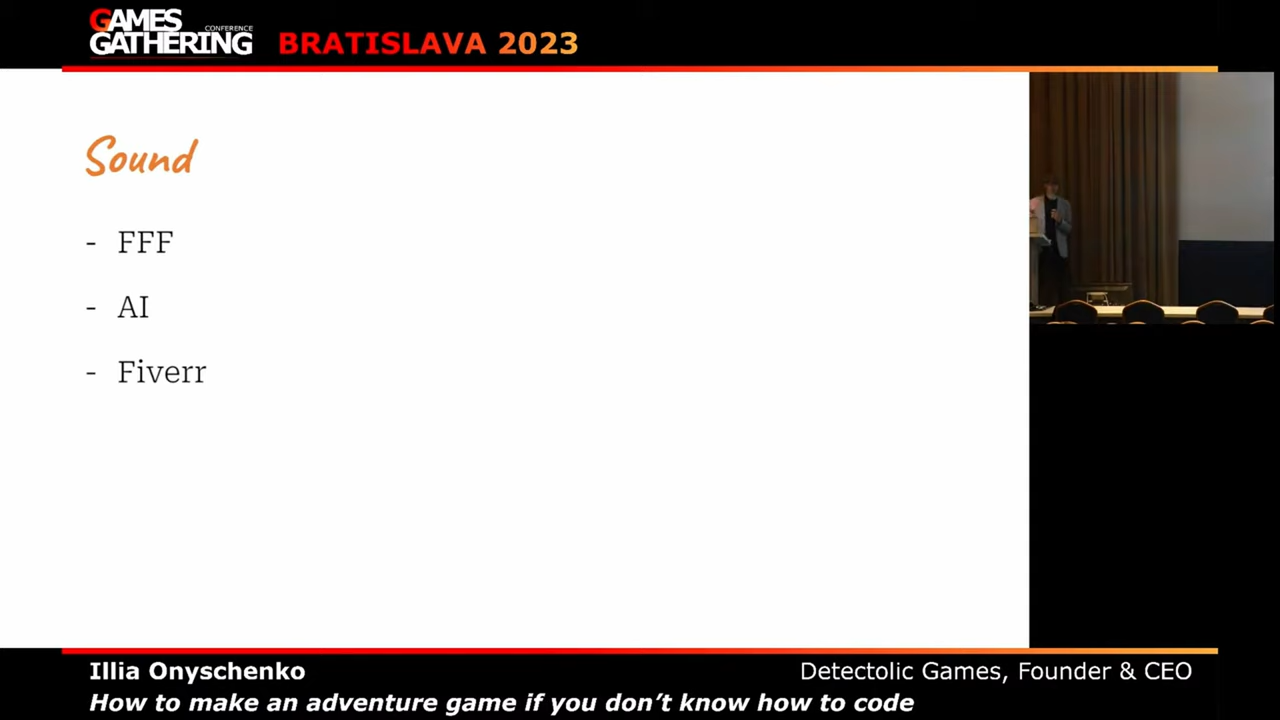 GAMES
CONFERENCE
GATHERING
BRATISLAVA 2023
Sound
- FFF
- AI
- Fiverr
Illia Onyschenko
Detectolic Games, Founder & CEO
How to make an adventure game if you don’t know how to code